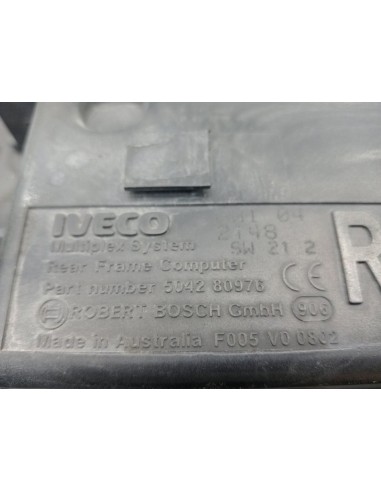 IVECO
Multiplex System
2148
SW 21 2
Rear Frame Computer
Part number 5042 80976 CE
ROBERT BOSCH GmbH
Made in Australia F005 V0 0802
R